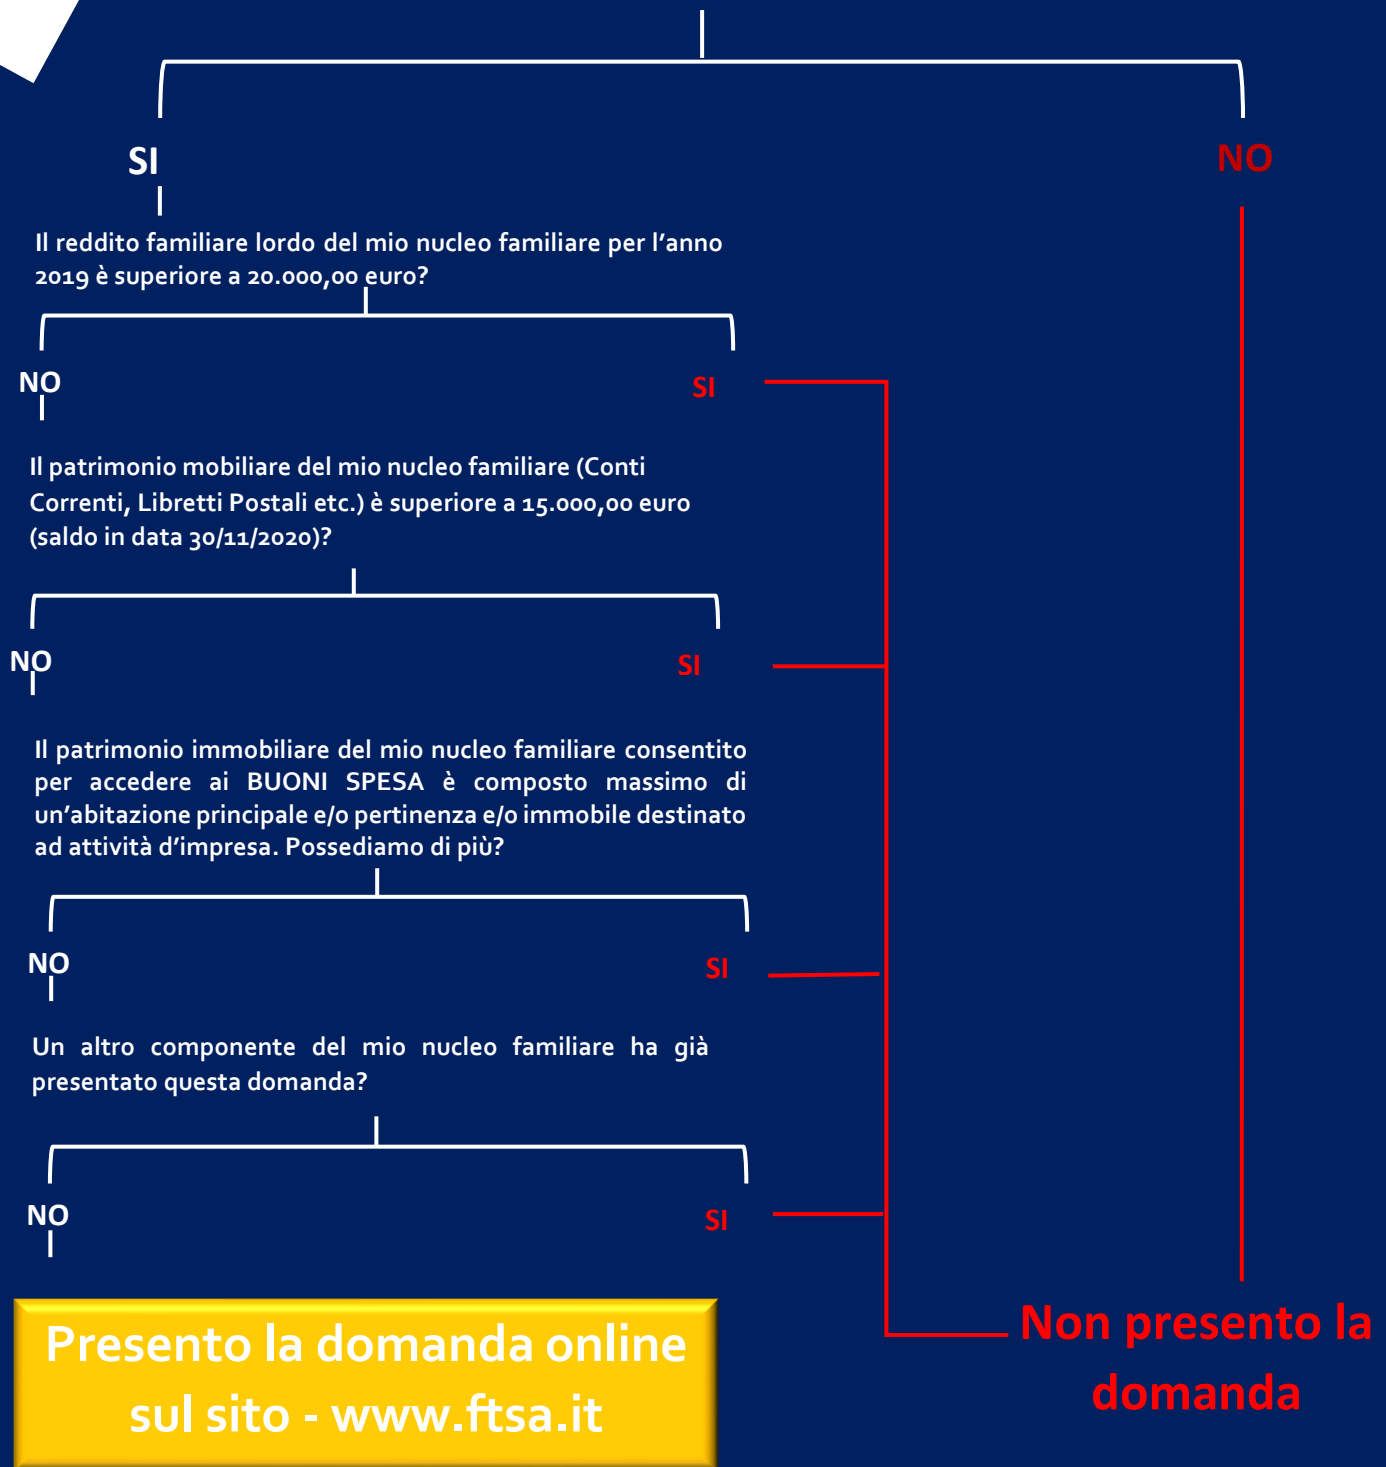 SI
NO
Il reddito familiare lordo del mio nucleo familiare per l’anno
2019 è superiore a 20.000,00 euro?
NO
SI
Il patrimonio mobiliare del mio nucleo familiare (Conti
Correnti, Libretti Postali etc.) è superiore a 15.000,00 euro
(saldo in data 30/11/2020)?
NO
SI
Il patrimonio immobiliare del mio nucleo familiare consentito
per accedere ai BUONI SPESA è composto massimo di
un’abitazione principale e/o pertinenza e/o immobile destinato
ad attività d’impresa. Possediamo di più?
NO
SI
Un altro componente del mio nucleo familiare ha già
presentato questa domanda?
NO
SI
Presento la domanda online
sul sito - www.ftsa.it
Non presento la
domanda